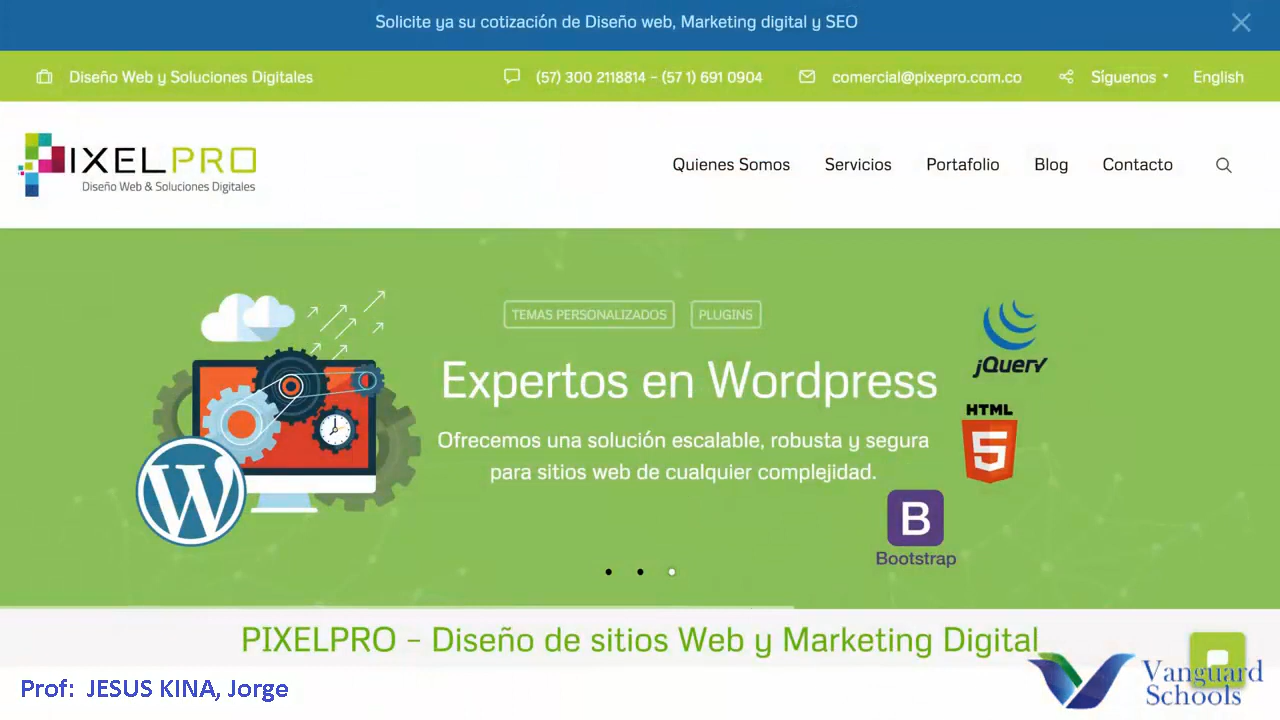 Solicite ya su cotización de Diseño web, Marketing digital y SEO
Diseño Web y Soluciones Digitales
(57) 300 2118814 - (57 1) 691 0904
comercial@pixepro.com.co
Síguenos
English
PIXELPRO
Diseño Web & Soluciones Digitales
Quienes Somos
Servicios
Portafolio
Blog
Contacto
TEMAS PERSONALIZADOS
PLUGINS
Expertos en Wordpress
Ofrecemos una solución escalable, robusta y segura
para sitios web de cualquier complejidad.
W
jQuery
HTML
5
B
Bootstrap
PIXELPRO - Diseño de sitios Web y Marketing Digital
Prof: JESUS KINA, Jorge
Vanguard
Schools